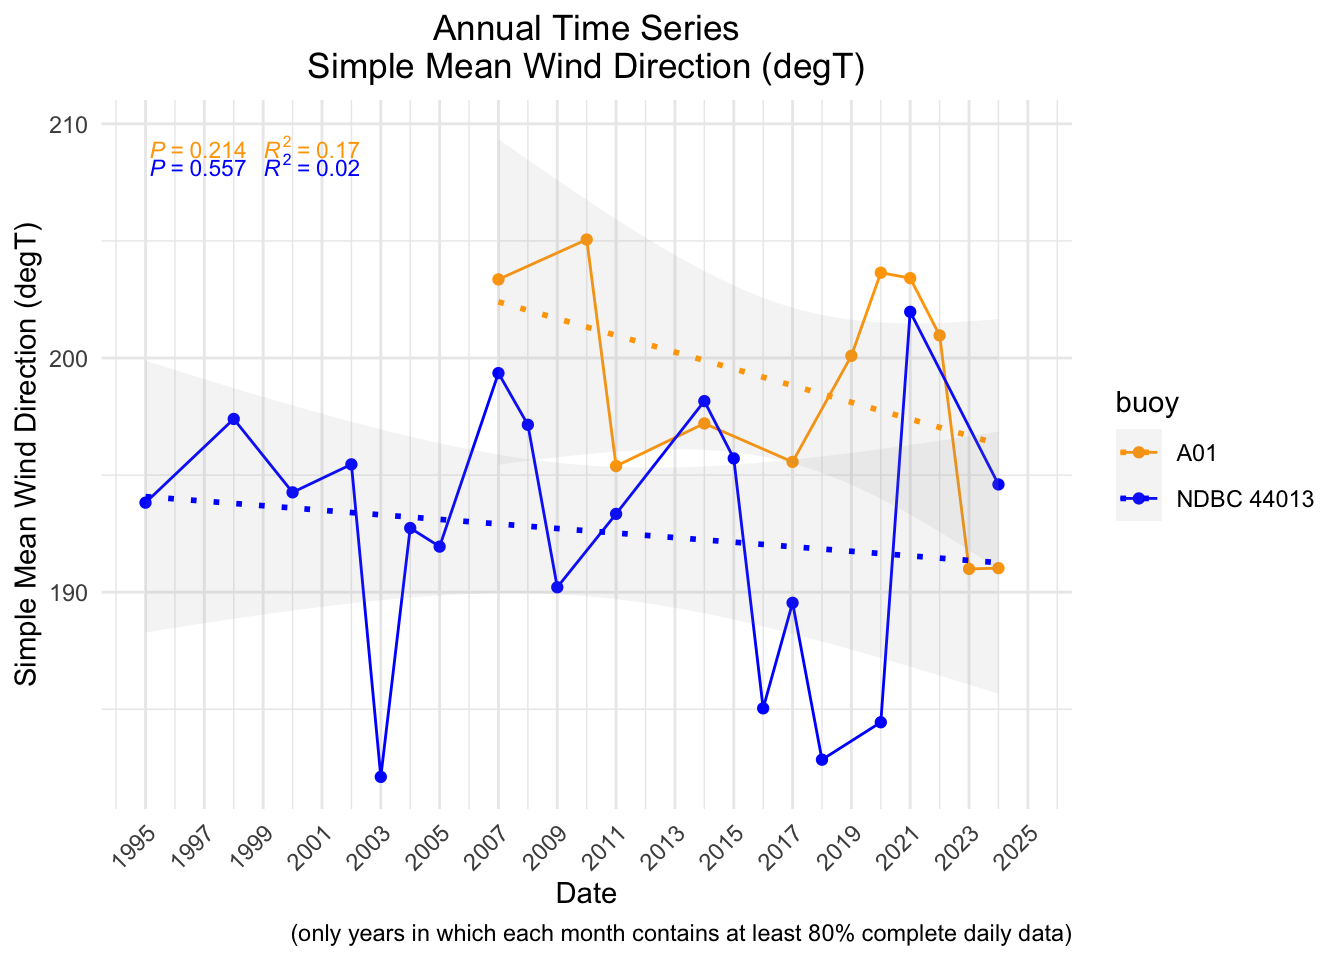 Annual Time Series
Simple Mean Wind Direction (degT)
210
200
190
Simple Mean Wind Direction (degT)
P = 0.214 R² = 0.17
P = 0.557 R² = 0.02
1995 1997 1999 2001 2003 2005 2007 2009 2011 2013 2015 2017 2019 2021 2023 2025
Date
(only years in which each month contains at least 80% complete daily data)
buoy
A01
NDBC 44013